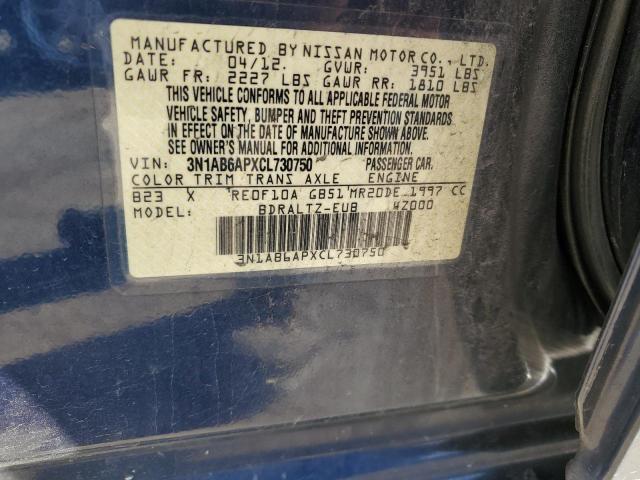 MANUFACTURED BY NISSAN MOTOR CO., LTD.
DATE: 04/12. GVWR: 3951 LBS
GAWR FR: 2227 LBS GAWR RR: 1810 LBS
THIS VEHICLE CONFORMS TO ALL APPLICABLE FEDERAL MOTOR
VEHICLE SAFETY, BUMPER AND THEFT PREVENTION STANDARDS
IN EFFECT ON THE DATE OF MANUFACTURE SHOWN ABOVE.
SEE OWNER'S MANUAL FOR ADDITIONAL INFORMATION.
VIN: 3N1AB6APXCL730750 PASSENGER CAR.
COLOR TRIM TRANS AXLE ENGINE
B23 X RE0F10A GB51 MR20DE 1997 CC
MODEL: BDRALTZ-EUB WZ000
3N1AB6APXCL730750